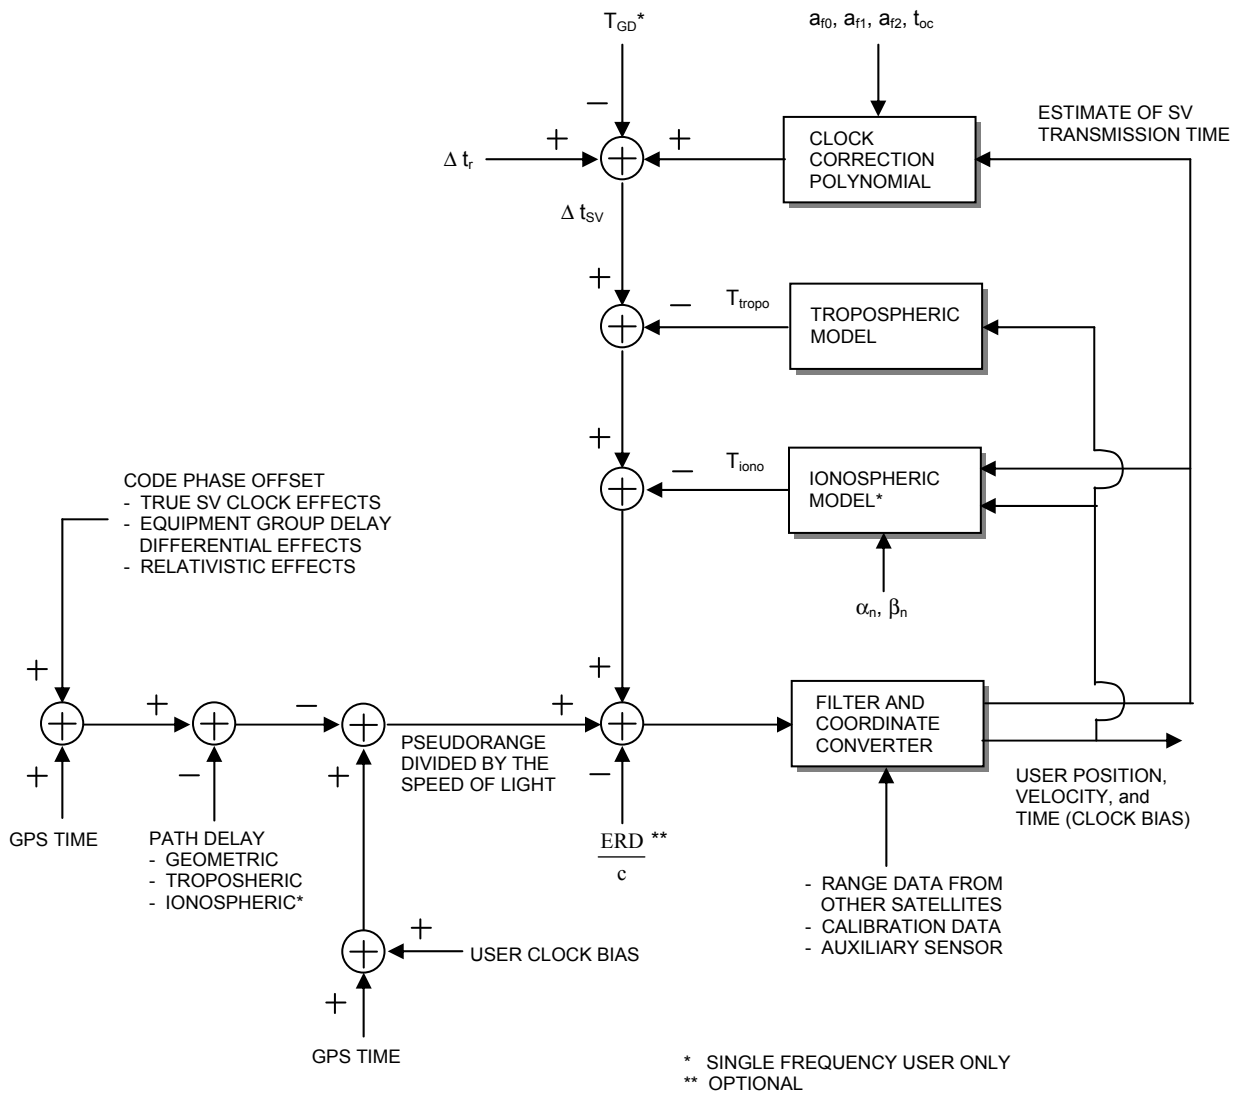 T_GD*
a_f0, a_f1, a_f2, t_oc
ESTIMATE OF SV
TRANSMISSION TIME
−
+
+
Δ t_r
+
CLOCK
CORRECTION
POLYNOMIAL
Δ t_SV
+
−
T_tropo
+
TROPOSPHERIC
MODEL
+
−
T_iono
+
IONOSPHERIC
MODEL*
α_n, β_n
CODE PHASE OFFSET
- TRUE SV CLOCK EFFECTS
- EQUIPMENT GROUP DELAY
DIFFERENTIAL EFFECTS
- RELATIVISTIC EFFECTS
+
+
+
GPS TIME
+
+
−
PATH DELAY
- GEOMETRIC
- TROPOSHERIC
- IONOSPHERIC*
−
+
+
PSEUDORANGE
DIVIDED BY THE
SPEED OF LIGHT
+
+
+
−
ERD **
c
FILTER AND
COORDINATE
CONVERTER
USER POSITION,
VELOCITY, and
TIME (CLOCK BIAS)
- RANGE DATA FROM
OTHER SATELLITES
- CALIBRATION DATA
- AUXILIARY SENSOR
+
+
USER CLOCK BIAS
+
GPS TIME
* SINGLE FREQUENCY USER ONLY
** OPTIONAL